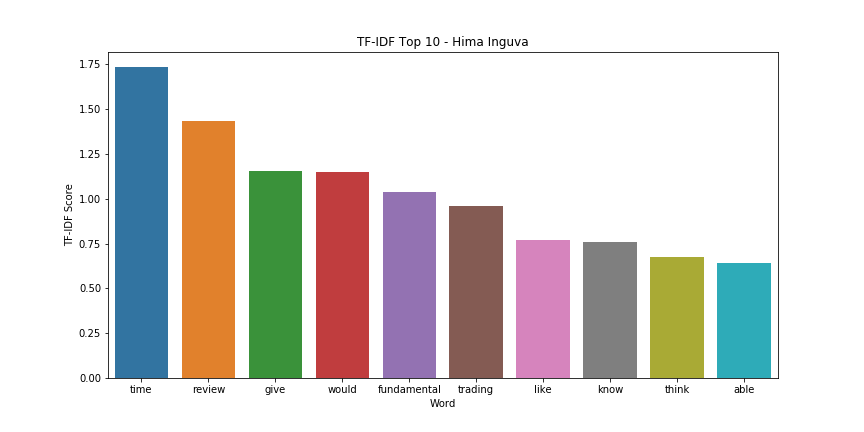 TF-IDF Top 10 - Hima Inguva
1.75
1.50
1.25
1.00
0.75
0.50
0.25
0.00
TF-IDF Score
time review give would fundamental trading like know think able
Word